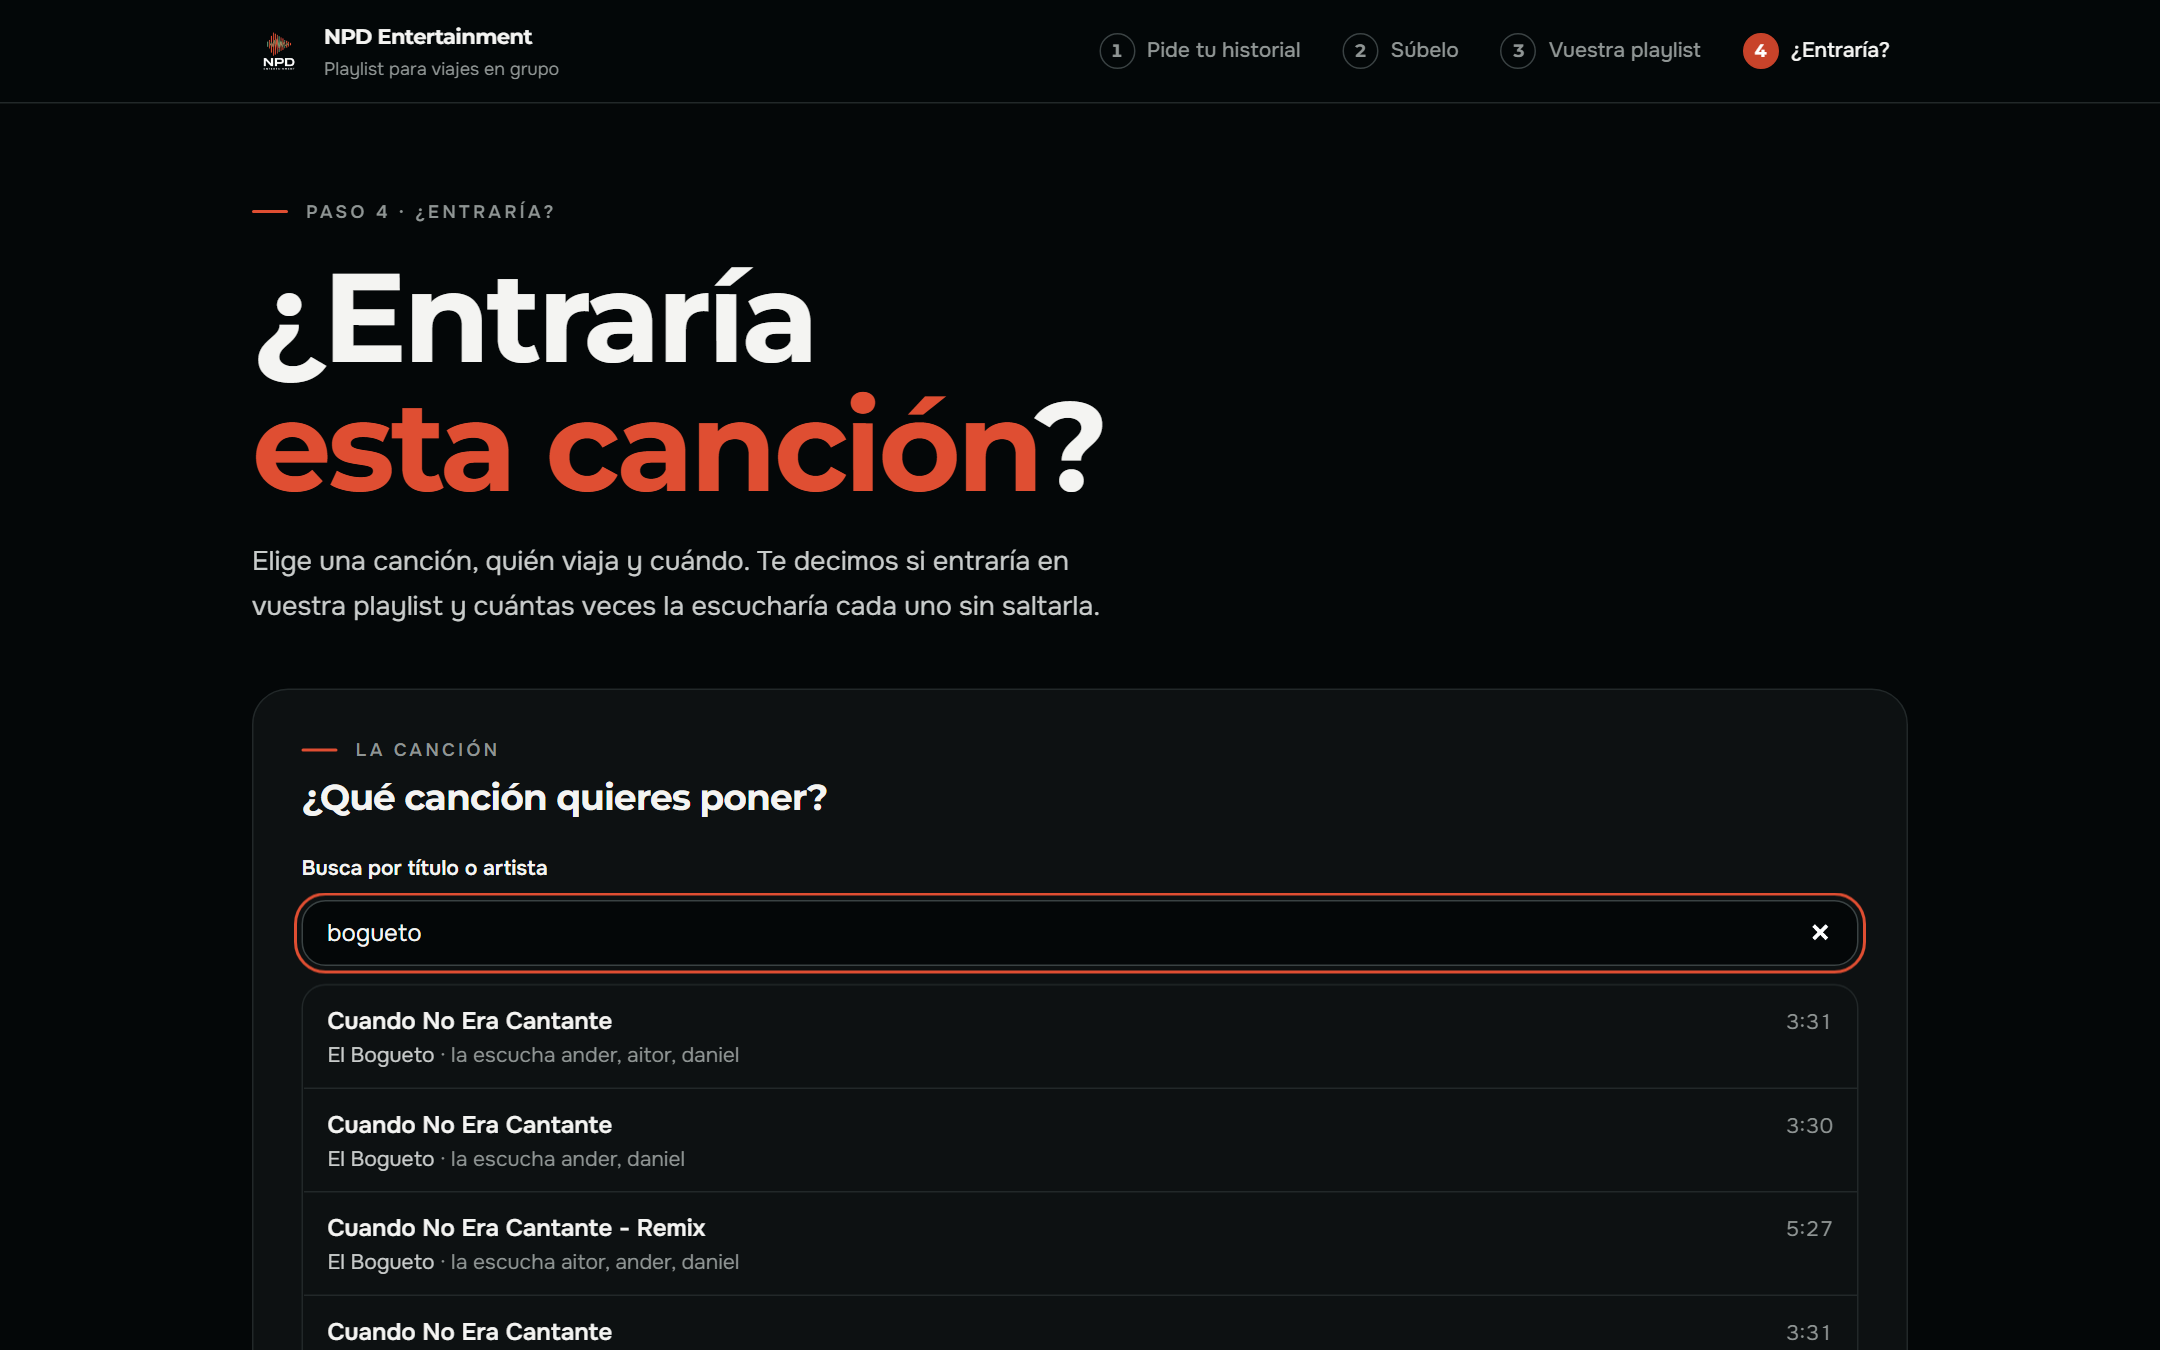 NPD Entertainment
Playlist para viajes en grupo
NPD
1 Pide tu historial
2 Súbelo
3 Vuestra playlist
4 ¿Entraría?
PASO 4 · ¿ENTRARÍA?
¿Entraría
esta canción?
Elige una canción, quién viaja y cuándo. Te decimos si entraría en
vuestra playlist y cuántas veces la escucharía cada uno sin saltarla.
LA CANCIÓN
¿Qué canción quieres poner?
Busca por título o artista
bogueto
Cuando No Era Cantante 3:31
El Bogueto · la escucha ander, aitor, daniel
Cuando No Era Cantante 3:30
El Bogueto · la escucha ander, daniel
Cuando No Era Cantante - Remix 5:27
El Bogueto · la escucha aitor, ander, daniel
Cuando No Era Cantante 3:31